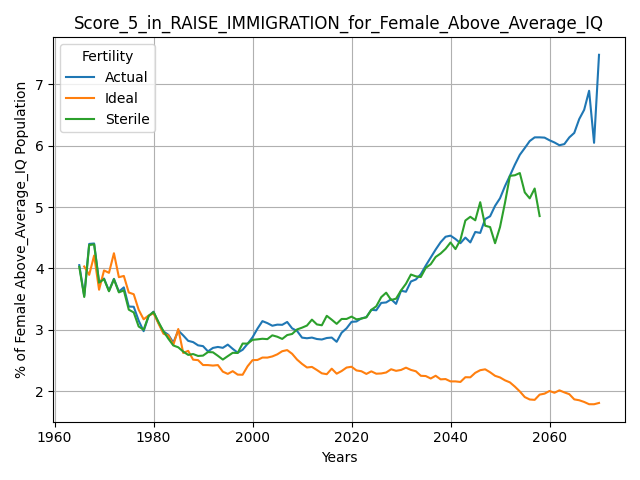 Score_5_in_RAISE_IMMIGRATION_for_Female_Above_Average_IQ
Fertility
Actual
Ideal
Sterile
% of Female Above_Average_IQ Population
7
6
5
4
3
2
1960
1980
2000
2020
2040
2060
Years